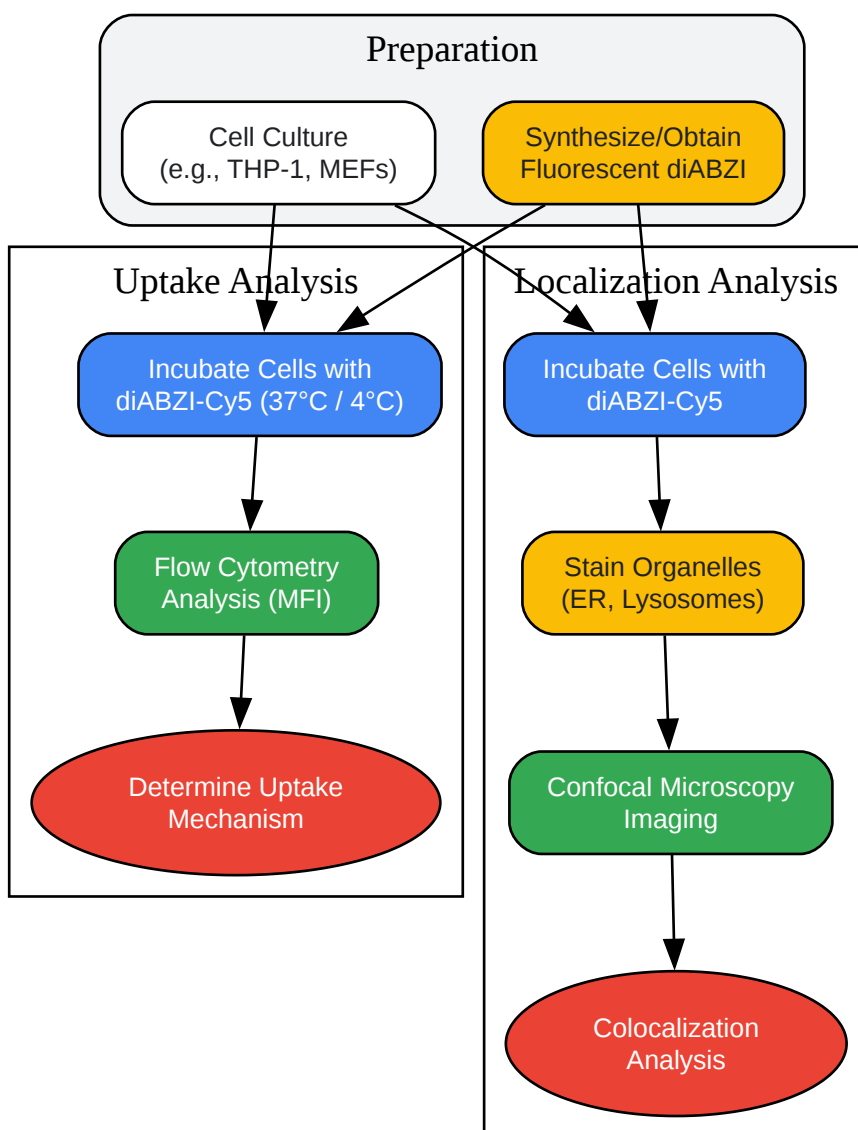 Preparation
Cell Culture
(e.g., THP-1, MEFs)
Synthesize/Obtain
Fluorescent diABZI
Uptake Analysis
Incubate Cells with
diABZI-Cy5 (37°C / 4°C)
Flow Cytometry
Analysis (MFI)
Determine Uptake
Mechanism
Localization Analysis
Incubate Cells with
diABZI-Cy5
Stain Organelles
(ER, Lysosomes)
Confocal Microscopy
Imaging
Colocalization
Analysis